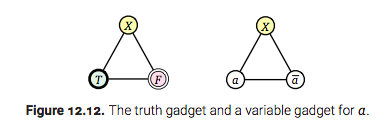 X X
T F a ā
Figure 12.12. The truth gadget and a variable gadget for a.